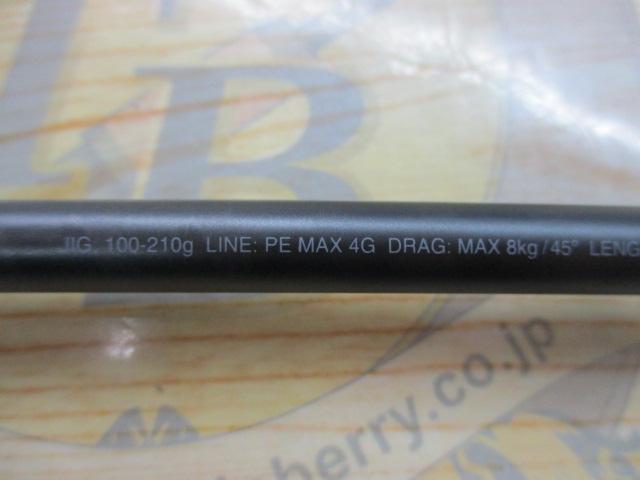 B
JIG. 100-210g LINE: PE MAX 4G DRAG: MAX 8kg/45° LENG
berry.co.jp